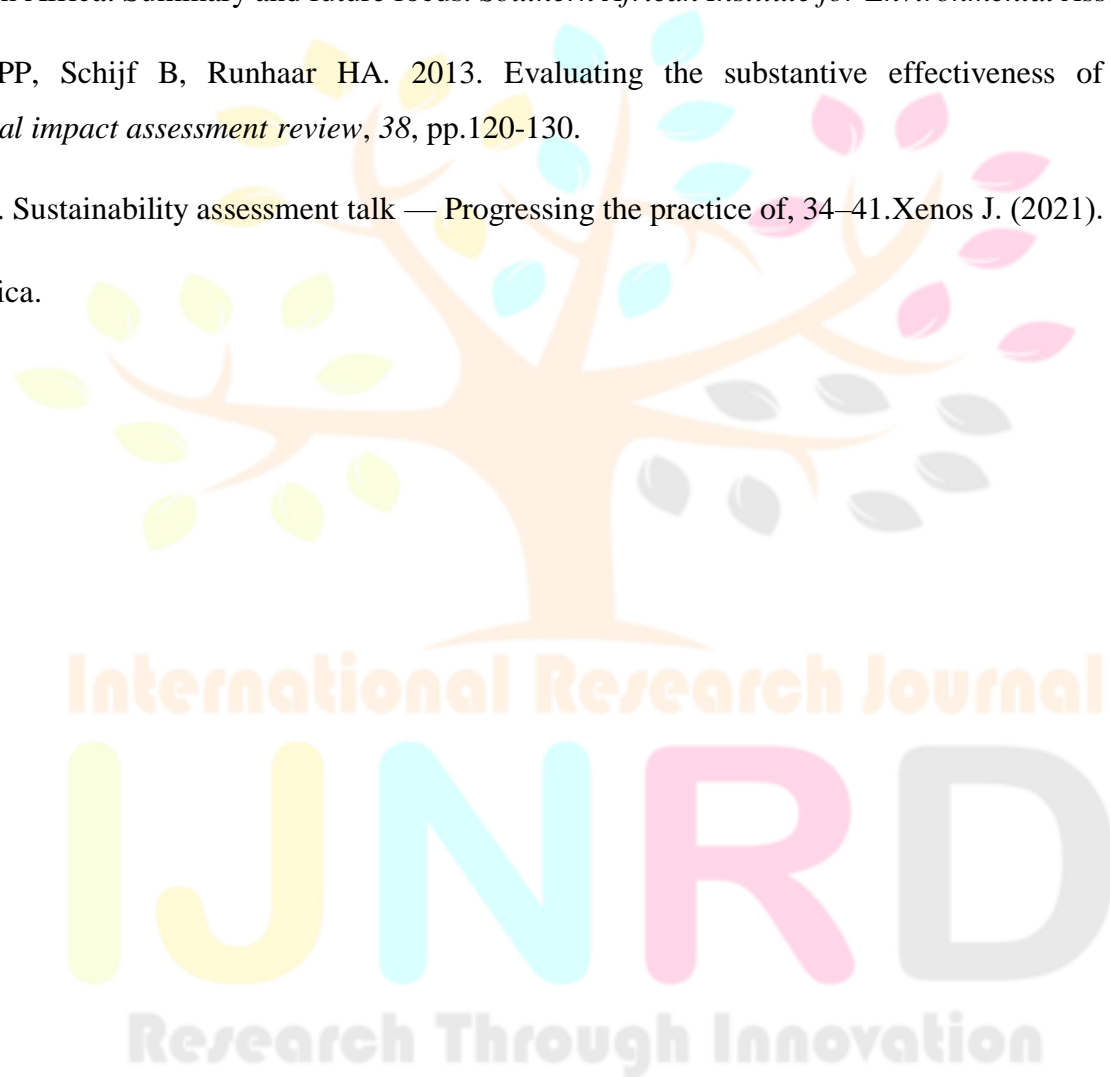 n Africa: Summary and future focus. Southern African Institute for Environmental Ass
PP, Schijf B, Runhaar HA. 2013. Evaluating the substantive effectiveness of
al impact assessment review, 38, pp.120-130.
. Sustainability assessment talk — Progressing the practice of, 34–41.Xenos J. (2021).
ica.
International Research Journal
IJNRD
Research Through Innovation